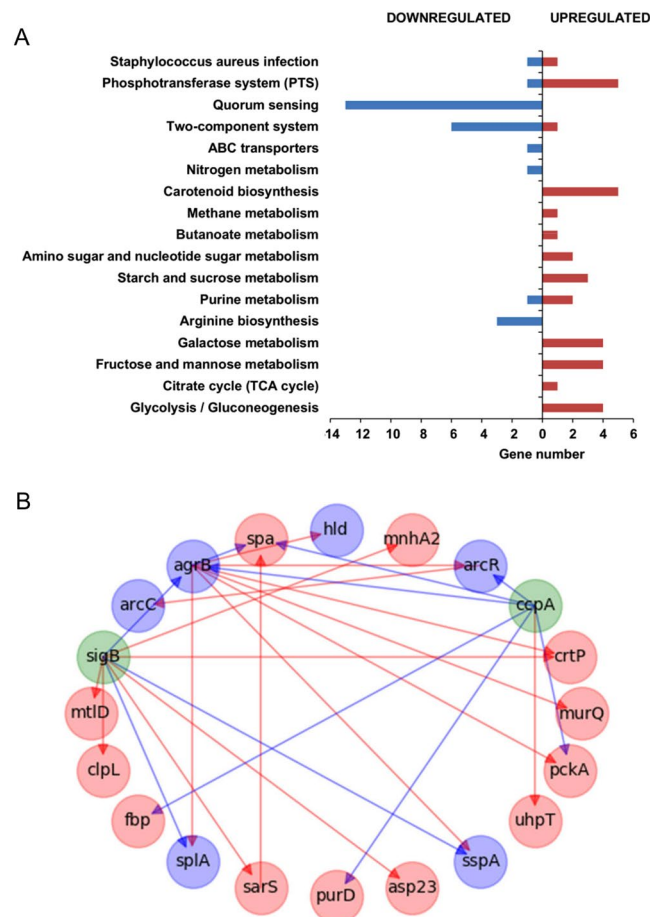 DOWNREGULATED UPREGULATED
A
Staphylococcus aureus infection
Phosphotransferase system (PTS)
Quorum sensing
Two-component system
ABC transporters
Nitrogen metabolism
Carotenoid biosynthesis
Methane metabolism
Butanoate metabolism
Amino sugar and nucleotide sugar metabolism
Starch and sucrose metabolism
Purine metabolism
Arginine biosynthesis
Galactose metabolism
Fructose and mannose metabolism
Citrate cycle (TCA cycle)
Glycolysis / Gluconeogenesis
-14 -12 10 8 6 4 2 0 2 4 6
Gene number
B
spa hld mnhA2
agrB arcR
arcC ccpA
sigB crtP
mtlD murQ
clpL pckA
fbp uhpT
splA sspA
sarS purD asp23